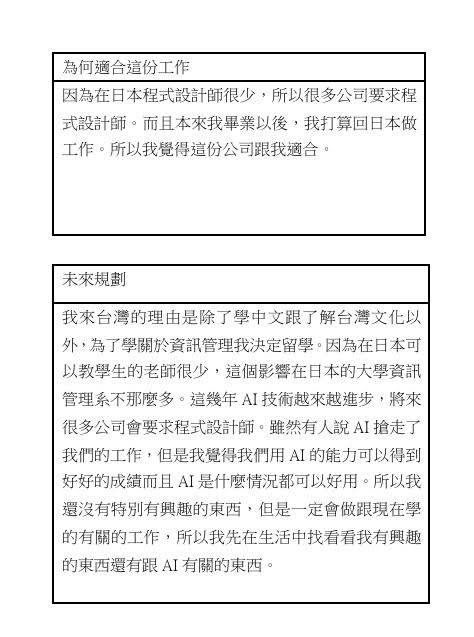 為何適合這份工作
因為在日本程式設計師很少，所以很多公司要求程
式設計師。而且本來我畢業以後，我打算回日本做
工作。所以我覺得這份公司跟我適合。
未來規劃
我來台灣的理由是除了學中文跟了解台灣文化以
外，為了學關於資訊管理我決定留學。因為在日本可
以教學生的老師很少，這個影響在日本的大學資訊
管理系不那麼多。這幾年 AI 技術越來越進步，將來
很多公司會要求程式設計師。雖然有人說 AI 搶走了
我們的工作，但是我覺得我們用 AI 的能力可以得到
好好的成績而且 AI 是什麼情況都可以好用。所以我
還沒有特別有興趣的東西，但是一定會做跟現在學
的有關的工作，所以我先在生活中找看看我有興趣
的東西還有跟 AI 有關的東西。